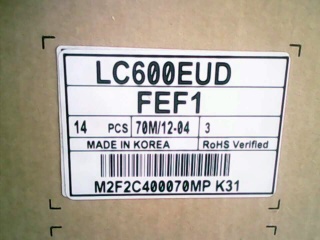 LC600EUD
FEF1
14 PCS 70M/12-04 3
MADE IN KOREA RoHS Verified
M2F2C400070MP K31